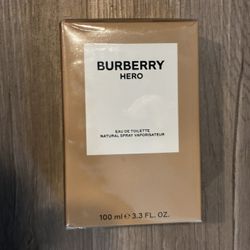 BURBERRY
HERO
EAU DE TOILETTE
NATURAL SPRAY VAPORISATEUR
100 ml ℮ 3.3 FL. OZ.